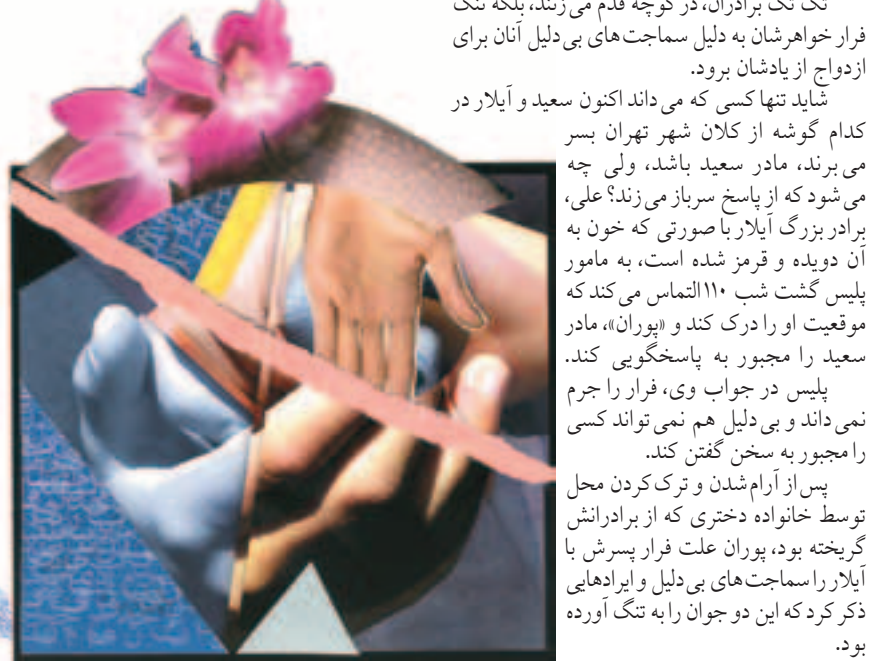 تک تک برادران، در کوچه قدم می‌زنند، بلکه ننگ
فرار خواهرشان به دلیل سماجت‌های بی‌دلیل آنان برای
ازدواج از یادشان برود.
شاید تنها کسی که می‌داند اکنون سعید و آیلار در
کدام گوشه از کلان شهر تهران بسر
می‌برند، مادر سعید باشد، ولی چه
می‌شود که از پاسخ سرباز می‌زند؟ علی،
برادر بزرگ آیلار با صورتی که خون به
آن دویده و قرمز شده است، به مامور
پلیس گشت شب ۱۱۰التماس می‌کند که
موقعیت او را درک کند و «پوران»، مادر
سعید را مجبور به پاسخگویی کند.
پلیس در جواب وی، فرار را جرم
نمی‌داند و بی‌دلیل هم نمی‌تواند کسی
را مجبور به سخن گفتن کند.
پس از آرام شدن و ترک کردن محل
توسط خانواده دختری که از برادرانش
گریخته بود، پوران علت فرار پسرش با
آیلار را سماجت‌های بی‌دلیل و ایرادهایی
ذکر کرد که این دو جوان را به تنگ آورده
بود.